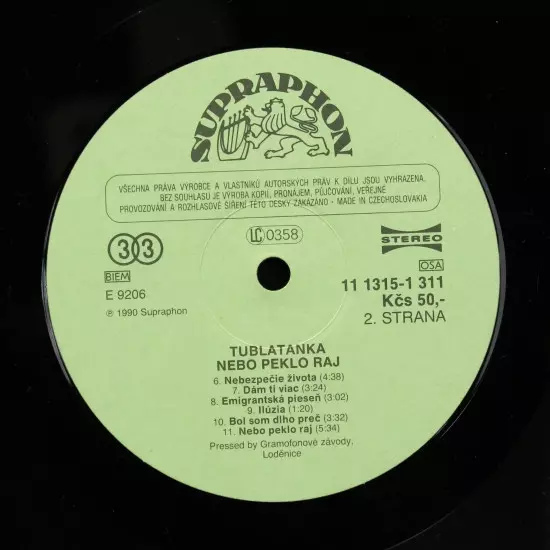 SUPRAPHON
VŠECHNA PRÁVA VÝROBCE A VLASTNÍKŮ AUTORSKÝCH PRÁV K DÍLU JSOU VYHRAZENA.
BEZ SOUHLASU JE VÝROBA KOPIÍ, PRONÁJEM, PŮJČOVÁNÍ, VEŘEJNÉ
PROVOZOVÁNÍ A ROZHLASOVÉ ŠÍŘENÍ TÉTO DESKY ZAKÁZÁNO - MADE IN CZECHOSLOVAKIA
33
LC 0358
STEREO
BIEM
OSA
E 9206
11 1315-1 311
Kčs 50,-
℗ 1990 Supraphon
2. STRANA
TUBLATANKA
NEBO PEKLO RAJ
6. Nebezpečie života (4:38)
7. Dám ti viac (3:24)
8. Emigrantská pieseň (3:02)
9. Ilúzia (1:20)
10. Bol som dlho preč (3:32)
11. Nebo peklo raj (5:34)
Pressed by Gramofonové závody,
Loděnice